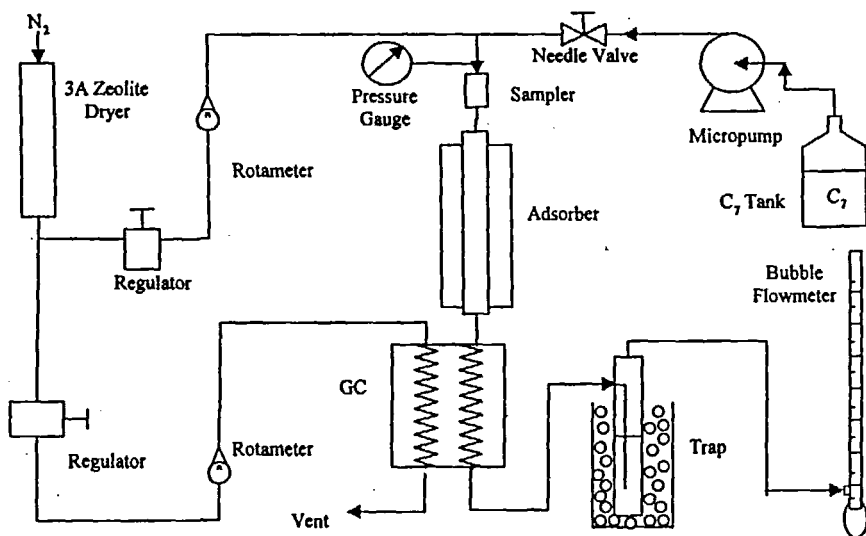 N₂
3A Zeolite
Dryer
Rotameter
Regulator
Pressure
Gauge
Sampler
Needle Valve
Micropump
C₇ Tank
C₇
Adsorber
Bubble
Flowmeter
GC
Regulator
Rotameter
Vent
Trap